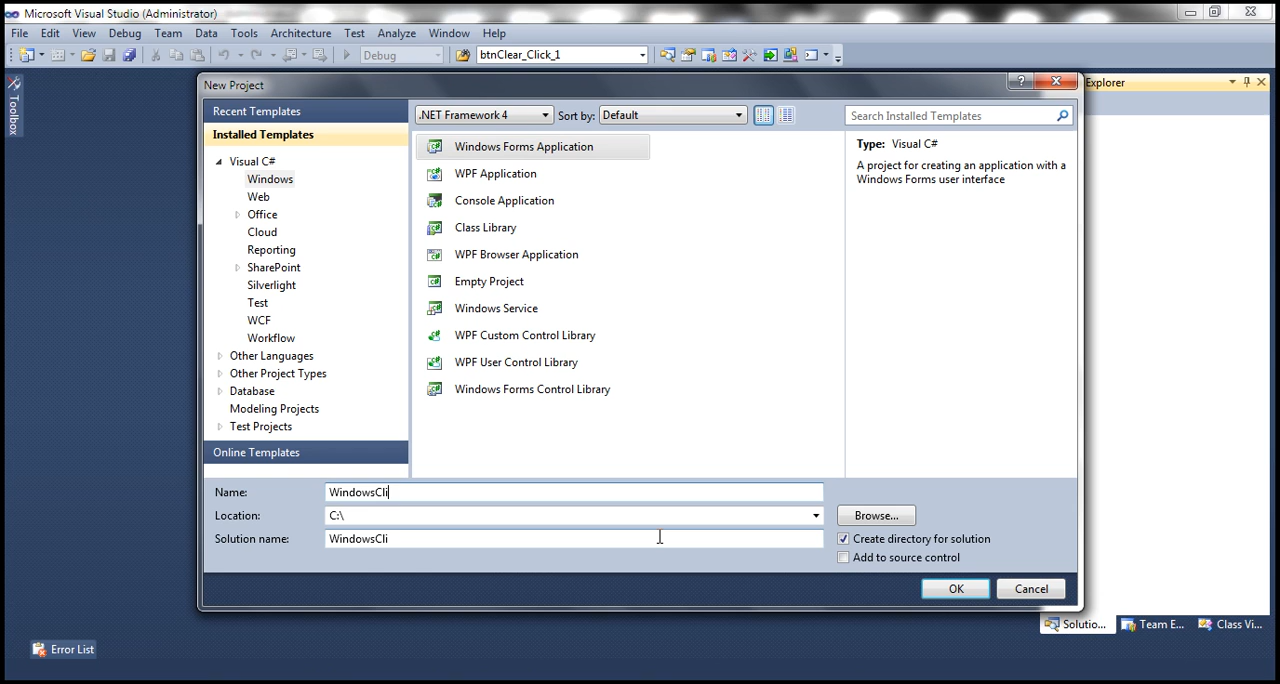 Microsoft Visual Studio (Administrator)
File Edit View Debug Team Data Tools Architecture Test Analyze Window Help
Debug btnClear_Click_1
Toolbox
New Project
Explorer
Recent Templates
.NET Framework 4 Sort by: Default Search Installed Templates
Installed Templates
Visual C#
Windows
Web
Office
Cloud
Reporting
SharePoint
Silverlight
Test
WCF
Workflow
Other Languages
Other Project Types
Database
Modeling Projects
Test Projects
Online Templates
Windows Forms Application
WPF Application
Console Application
Class Library
WPF Browser Application
Empty Project
Windows Service
WPF Custom Control Library
WPF User Control Library
Windows Forms Control Library
Type: Visual C#
A project for creating an application with a
Windows Forms user interface
Name: WindowsCli
Location: C:\ Browse...
Solution name: WindowsCli
Create directory for solution
Add to source control
OK Cancel
Solutio... Team E... Class Vi...
Error List